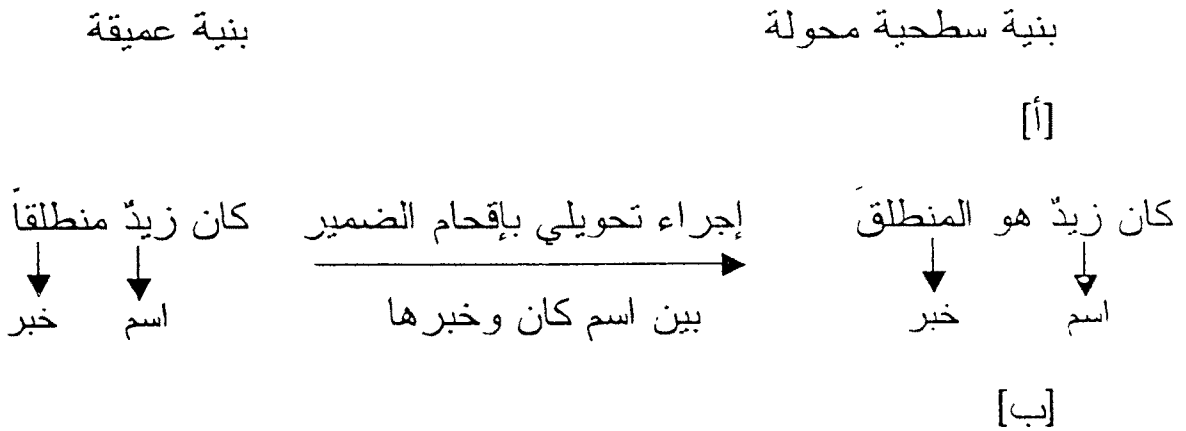 بنية سطحية محولة بنية عميقة
[أ]
كان زيدٌ هو المنطلقَ إجراء تحويلي بإقحام الضمير كان زيدٌ منطلقاً
اسم خبر بين اسم كان وخبرها اسم خبر
[ب]